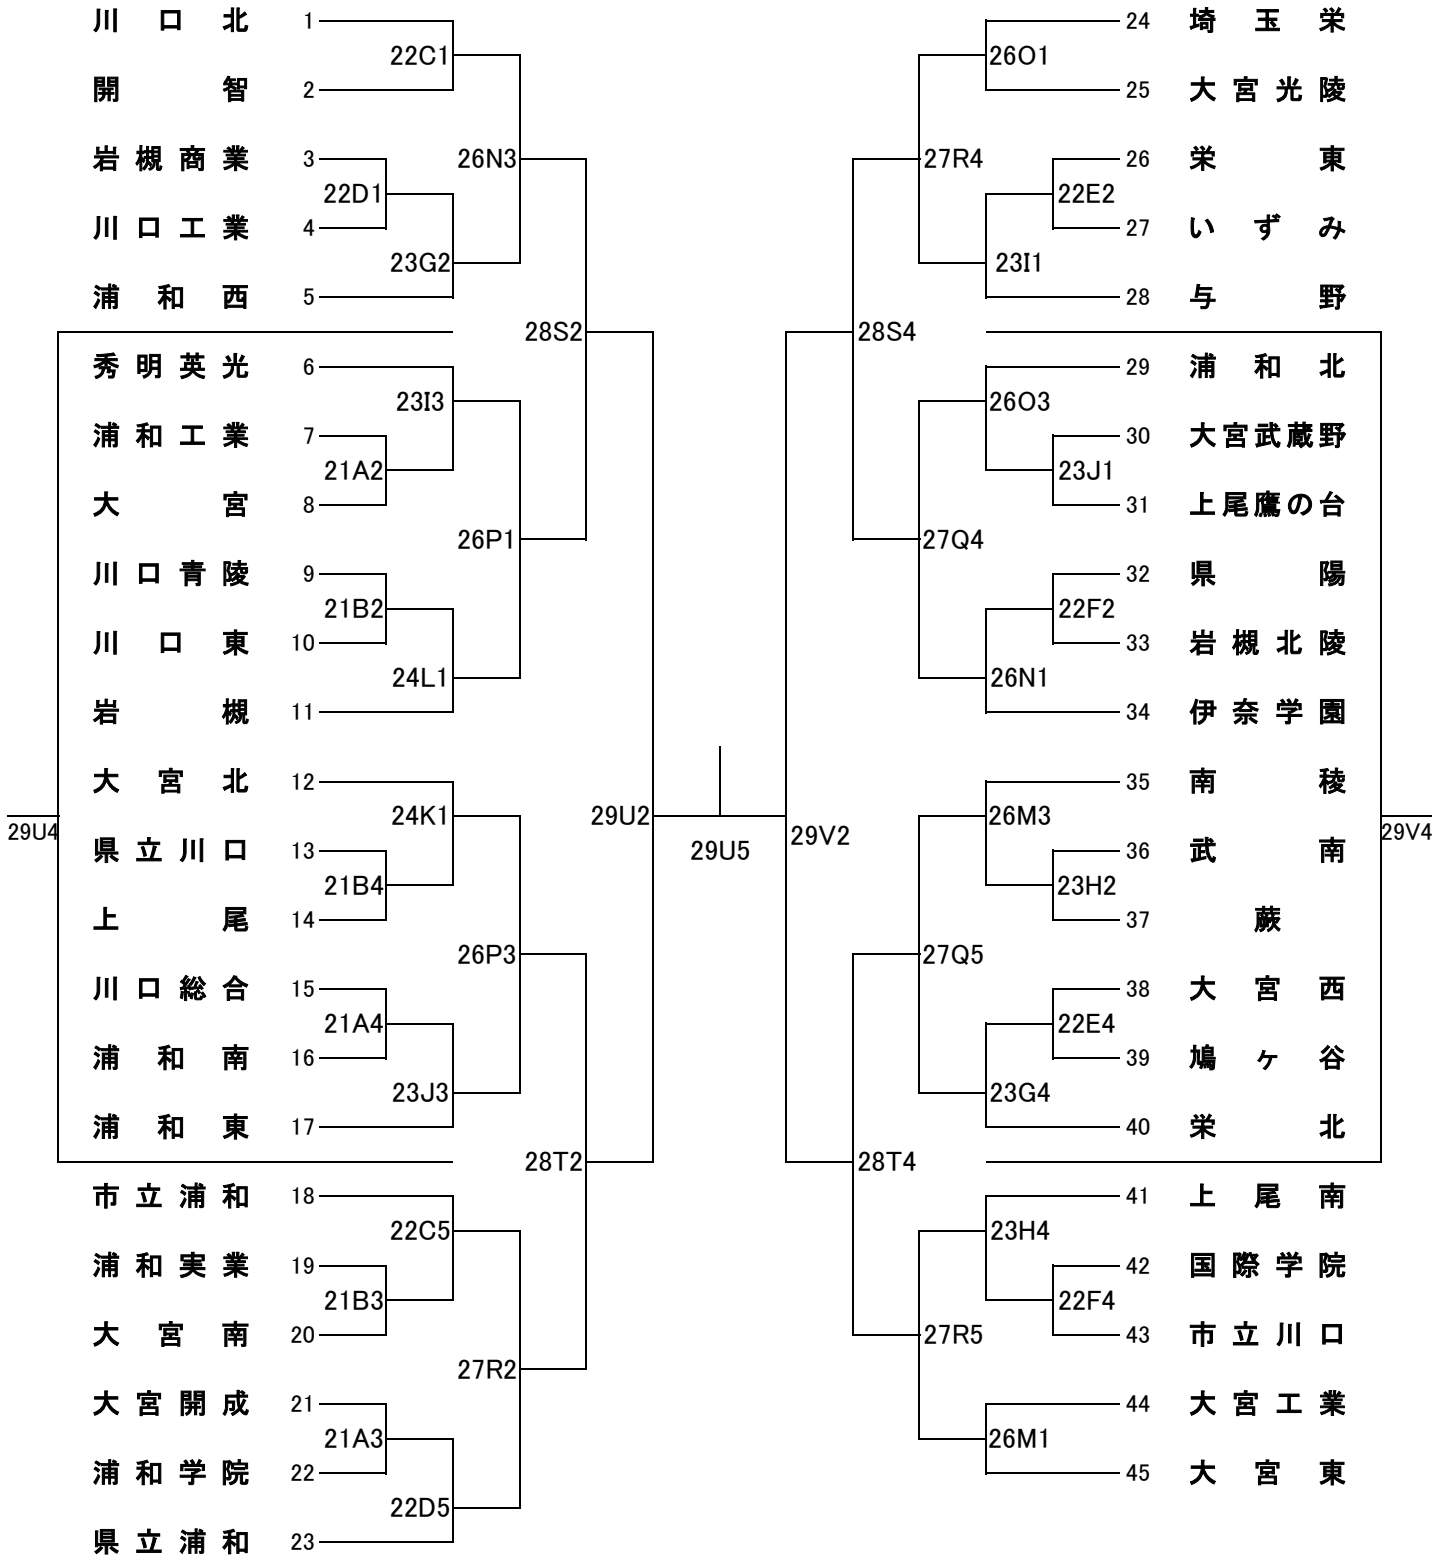 川口北 1
22C1
開智 2
岩槻商業 3
22D1
26N3
川口工業 4
23G2
浦和西 5
28S2
秀明英光 6
23I3
浦和工業 7
21A2
大宮 8
26P1
川口青陵 9
21B2
川口東 10
24L1
岩槻 11
大宮北 12
24K1
29U4
29U2
県立川口 13
21B4
上尾 14
26P3
川口総合 15
21A4
浦和南 16
23J3
浦和東 17
28T2
市立浦和 18
22C5
浦和実業 19
21B3
大宮南 20
27R2
大宮開成 21
21A3
浦和学院 22
22D5
県立浦和 23
29U5
24 埼玉栄
26O1
25 大宮光陵
27R4
26 栄東
22E2
27 いずみ
23I1
28 与野
28S4
29 浦和北
26O3
30 大宮武蔵野
23J1
31 上尾鷹の台
27Q4
32 県陽
22F2
33 岩槻北陵
26N1
34 伊奈学園
35 南稜
26M3
29V2
29V4
36 武南
23H2
37 蕨
27Q5
38 大宮西
22E4
39 鳩ヶ谷
23G4
40 栄北
28T4
41 上尾南
23H4
42 国際学院
22F4
43 市立川口
27R5
44 大宮工業
26M1
45 大宮東